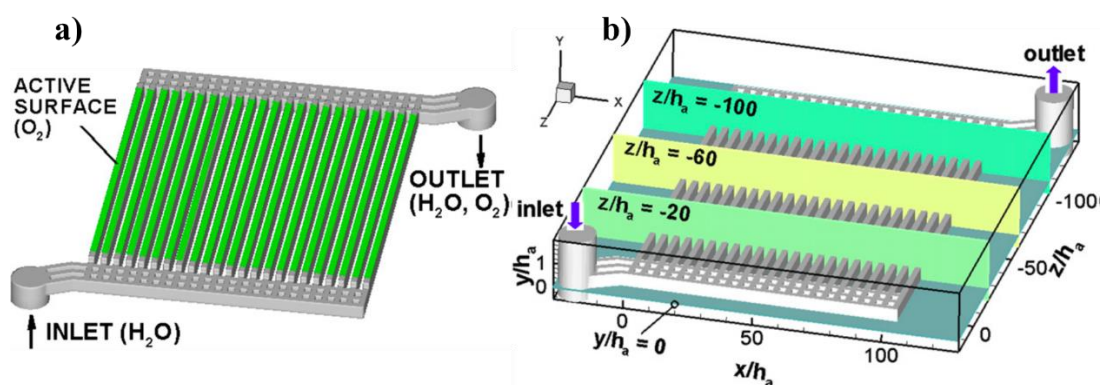 a)
ACTIVE
SURFACE
(O₂)
OUTLET
(H₂O, O₂)
INLET (H₂O)
b)
Y
X
Z
outlet
z/hₐ = -100
z/hₐ = -60
z/hₐ = -20
inlet
y/hₐ
1
0
y/hₐ = 0
0
50
100
x/hₐ
0
-50
-100
z/hₐ